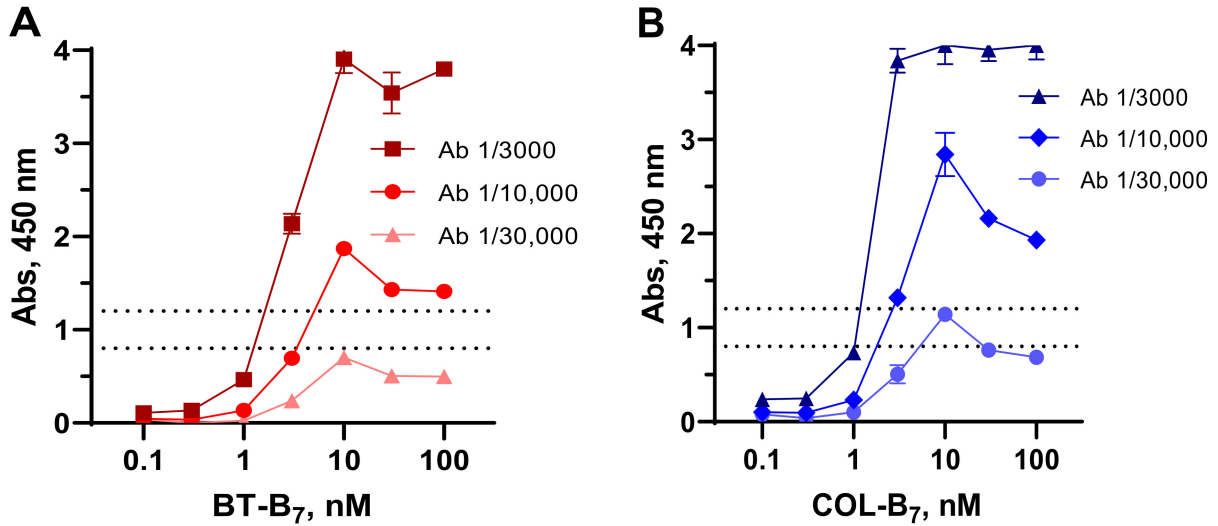 A
Abs, 450 nm
4
3
2
1
0
0.1
1
10
100
BT-B₇, nM
Ab 1/3000
Ab 1/10,000
Ab 1/30,000
B
Abs, 450 nm
4
3
2
1
0
0.1
1
10
100
COL-B₇, nM
Ab 1/3000
Ab 1/10,000
Ab 1/30,000